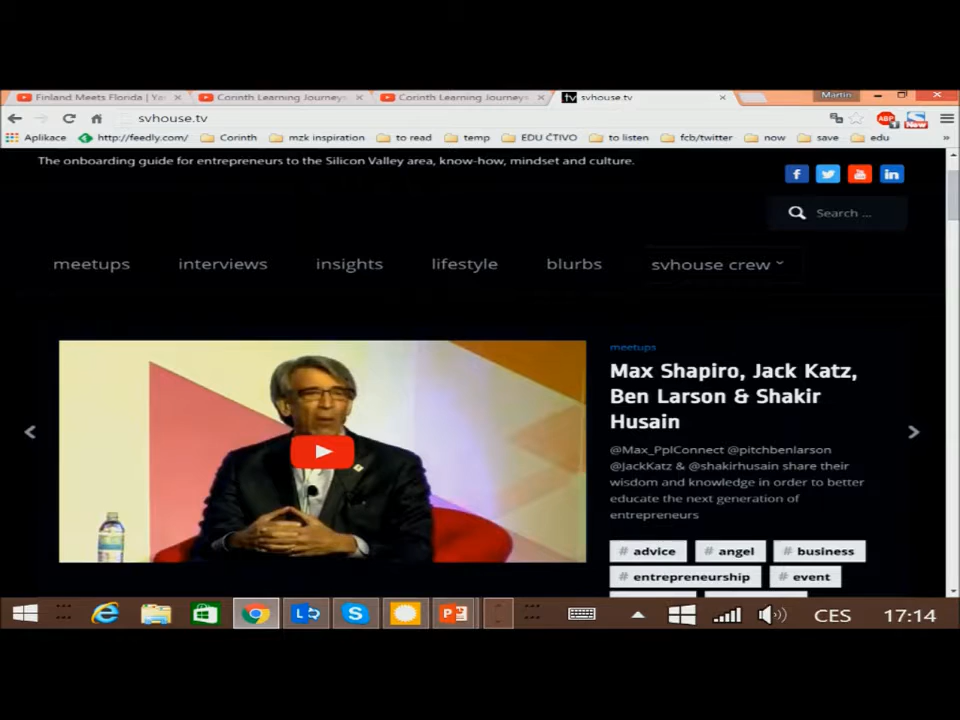 Finland Meets Florida | Ya
Corinth Learning Journeys
Corinth Learning Journeys
svhouse.tv
Martin
svhouse.tv
ABP
New
Aplikace
http://feedly.com/
Corinth
mzk inspiration
to read
temp
EDU ČTIVO
to listen
fcb/twitter
now
save
edu
»
The onboarding guide for entrepreneurs to the Silicon Valley area, know-how, mindset and culture.
Search ...
meetups
interviews
insights
lifestyle
blurbs
svhouse crew
meetups
Max Shapiro, Jack Katz,
Ben Larson & Shakir
Husain
@Max_PplConnect @pitchbenlarson
@JackKatz & @shakirhusain share their
wisdom and knowledge in order to better
educate the next generation of
entrepreneurs
# advice
# angel
# business
# entrepreneurship
# event
CES
17:14